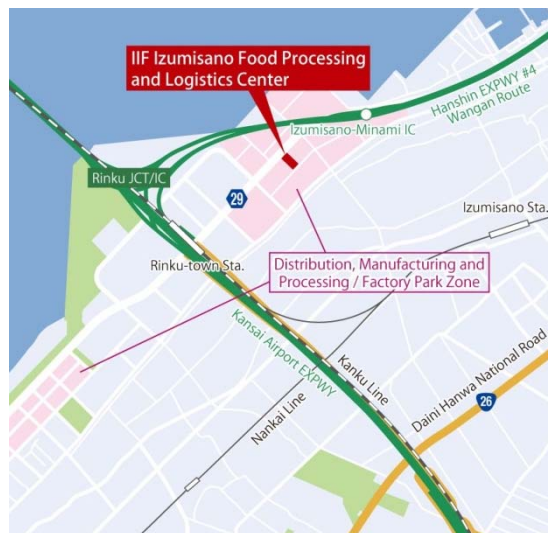 IIF Izumisano Food Processing
and Logistics Center
Hanshin EXPWY #4
Wangan Route
Izumisano-Minami IC
Rinku JCT/IC
29
Izumisano Sta.
Rinku-town Sta.
Distribution, Manufacturing and
Processing / Factory Park Zone
Kansai Airport EXPWY
Kanku Line
Nankai Line
Daini Hanwa National Road
26